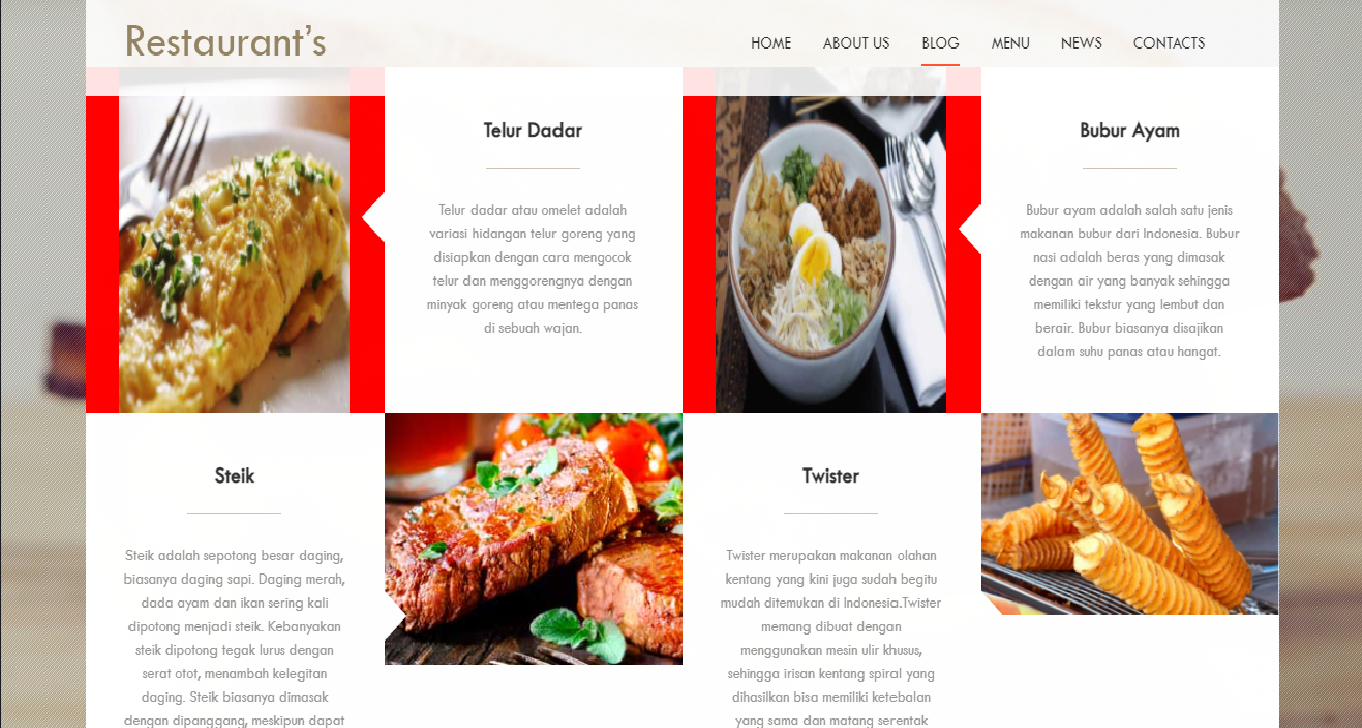 Restaurant's
HOME ABOUT US BLOG MENU NEWS CONTACTS
Telur Dadar
Telur dadar atau omelet adalah
variasi hidangan telur goreng yang
disiapkan dengan cara mengocok
telur dan menggorengnya dengan
minyak goreng atau mentega panas
di sebuah wajan.
Bubur Ayam
Bubur ayam adalah salah satu jenis
makanan bubur dari Indonesia. Bubur
nasi adalah beras yang dimasak
dengan air yang banyak sehingga
memiliki tekstur yang lembut dan
berair. Bubur biasanya disajikan
dalam suhu panas atau hangat.
Steik
Steik adalah sepotong besar daging,
biasanya daging sapi. Daging merah,
dada ayam dan ikan sering kali
dipotong menjadi steik. Kebanyakan
steik dipotong tegak lurus dengan
serat otot, menambah kelegitan
daging. Steik biasanya dimasak
dengan dipanggang, meskipun dapat
Twister
Twister merupakan makanan olahan
kentang yang kini juga sudah begitu
mudah ditemukan di Indonesia.Twister
memang dibuat dengan
menggunakan mesin ulir khusus,
sehingga irisan kentang spiral yang
dihasilkan bisa memiliki ketebalan
yang sama dan matang serentak